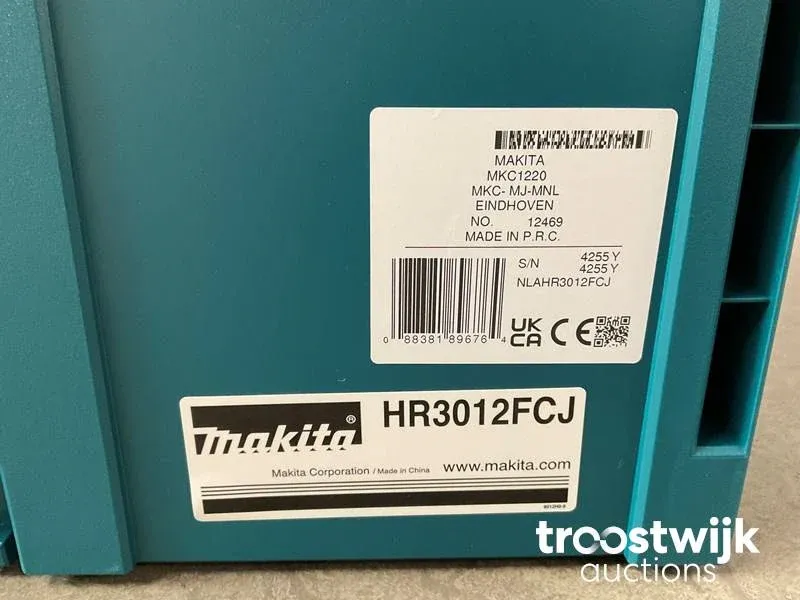 MAKITA
MKC1220
MKC- MJ-MNL
EINDHOVEN
NO. 12469
MADE IN P.R.C.
S/N 4255 Y
4255 Y
NLAHR3012FCJ
0 88381 89676 4
UK
CA CE
makita® HR3012FCJ
Makita Corporation / Made in China www.makita.com
troostwijk
auctions